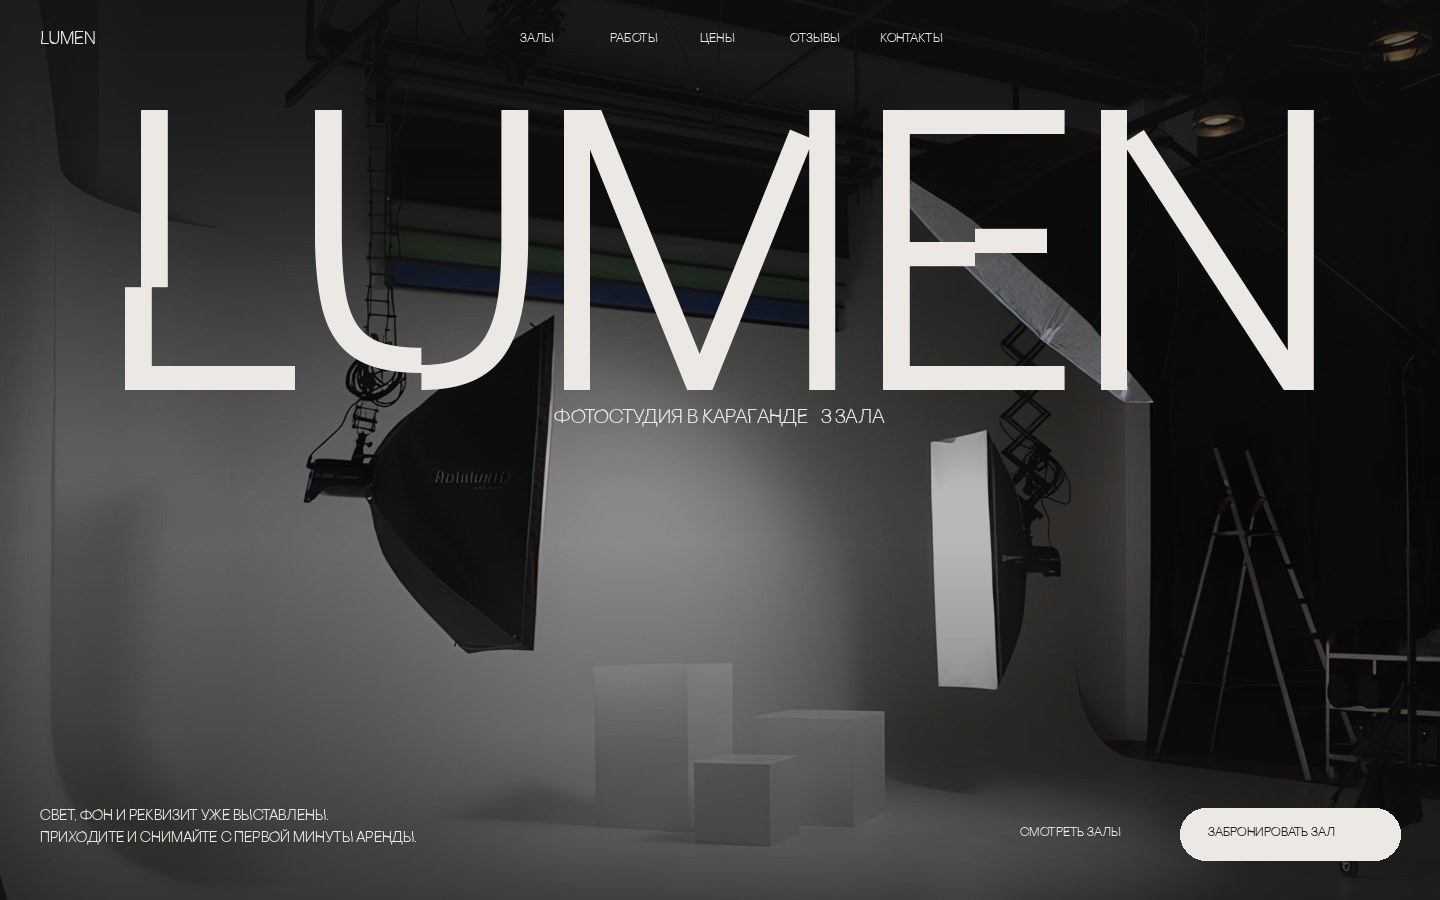 LUMEN
ЗАЛЫ РАБОТЫ ЦЕНЫ ОТЗЫВЫ КОНТАКТЫ
LUMEN
ФОТОСТУДИЯ В КАРАГАНДЕ 3 ЗАЛА
СВЕТ, ФОН И РЕКВИЗИТ УЖЕ ВЫСТАВЛЕНЫ.
ПРИХОДИТЕ И СНИМАЙТЕ С ПЕРВОЙ МИНУТЫ АРЕНДЫ.
СМОТРЕТЬ ЗАЛЫ
ЗАБРОНИРОВАТЬ ЗАЛ